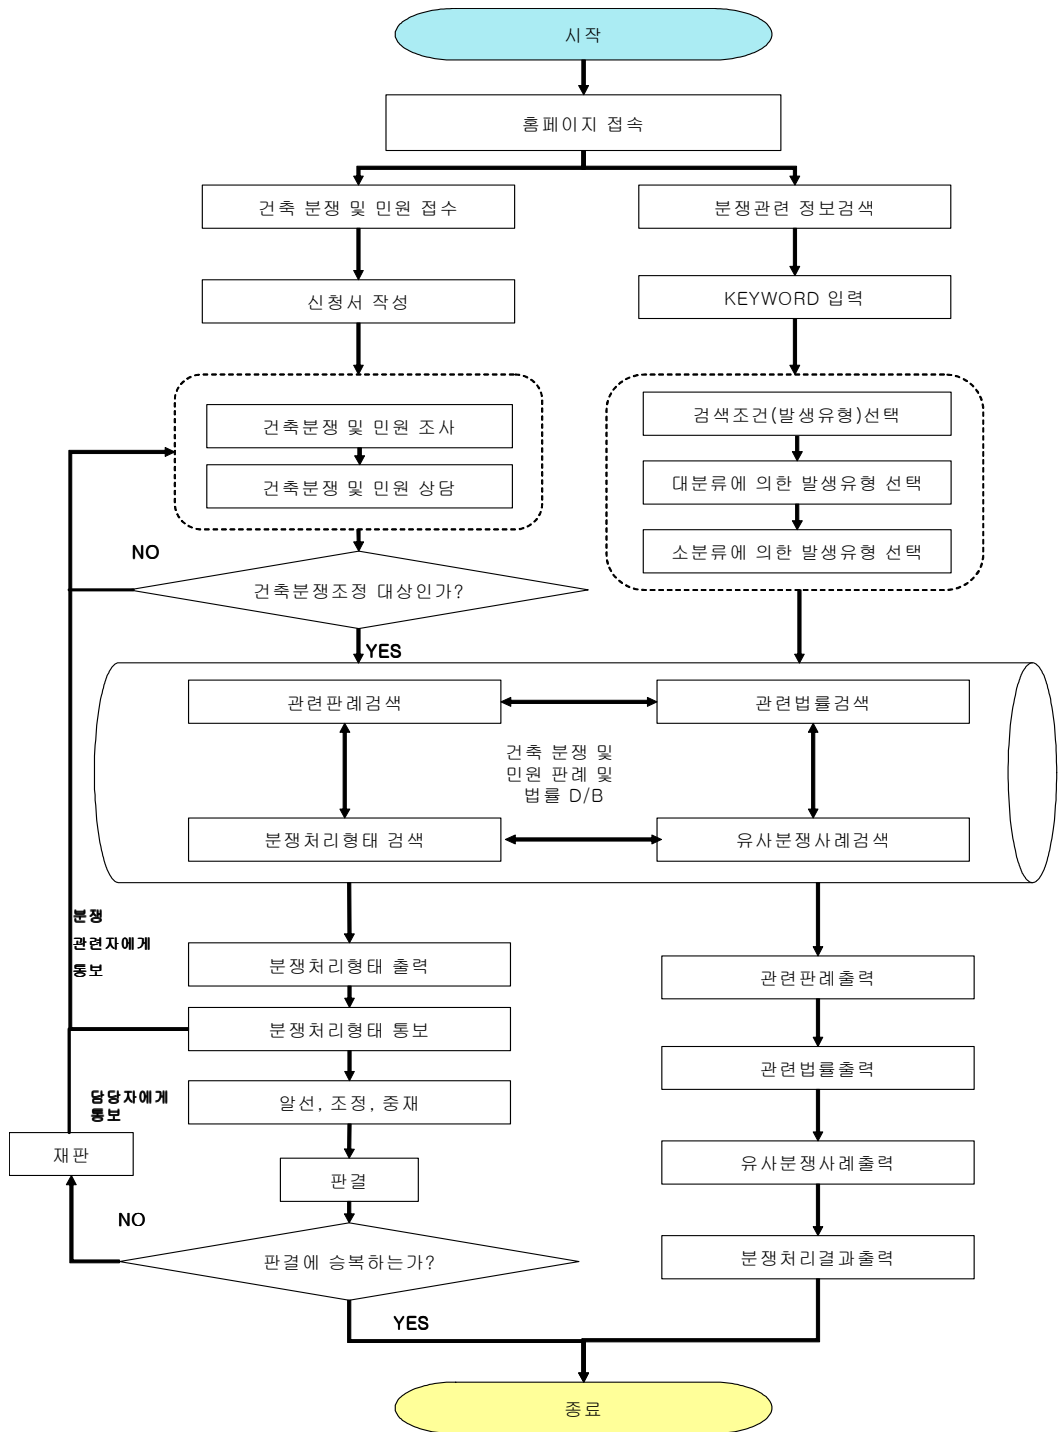 시작
홈페이지 접속
건축 분쟁 및 민원 접수
분쟁관련 정보검색
신청서 작성
KEYWORD 입력
건축분쟁 및 민원 조사
건축분쟁 및 민원 상담
검색조건(발생유형)선택
대분류에 의한 발생유형 선택
소분류에 의한 발생유형 선택
NO
건축분쟁조정 대상인가?
YES
관련판례검색
관련법률검색
건축 분쟁 및
민원 판례 및
법률 D/B
분쟁처리형태 검색
유사분쟁사례검색
분쟁
관련자에게
통보
분쟁처리형태 출력
관련판례출력
분쟁처리형태 통보
관련법률출력
담당자에게
통보
알선, 조정, 중재
재판
유사분쟁사례출력
판결
NO
판결에 승복하는가?
분쟁처리결과출력
YES
종료